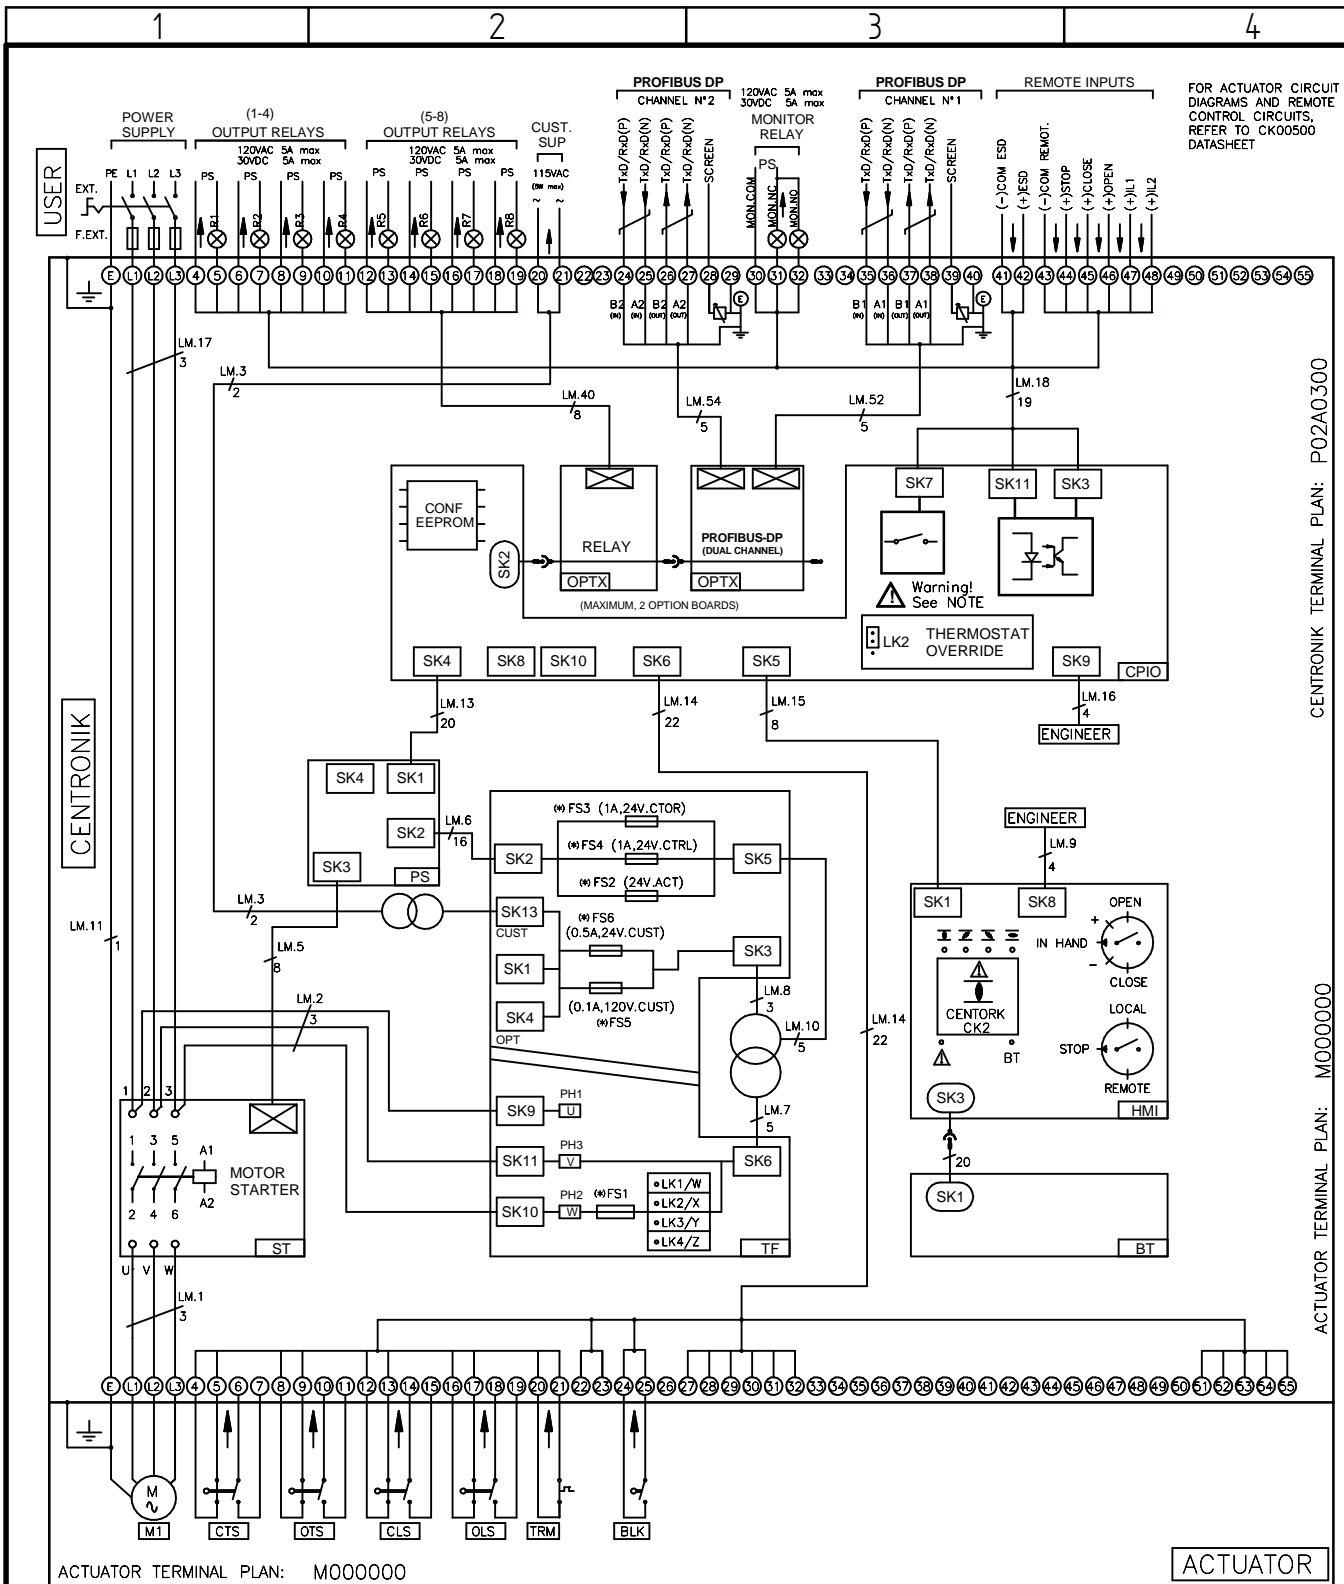 1 2 3 4
POWER
SUPPLY
(1-4)
OUTPUT RELAYS
120VAC 5A max
30VDC 5A max
(5-8)
OUTPUT RELAYS
120VAC 5A max
30VDC 5A max
CUST.
SUP
115VAC
(8W max)
~ ~
PROFIBUS DP
CHANNEL N°2
120VAC 5A max
30VDC 5A max
MONITOR
RELAY
PS
PROFIBUS DP
CHANNEL N°1
REMOTE INPUTS
FOR ACTUATOR CIRCUIT
DIAGRAMS AND REMOTE
CONTROL CIRCUITS,
REFER TO CK00500
DATASHEET
USER
PE L1 L2 L3
EXT.
F.EXT.
PS PS PS PS
R1 R2 R3 R4
PS PS PS PS
R5 R6 R7 R8
TxD/RxD(P) TxD/RxD(N) TxD/RxD(P) TxD/RxD(N) SCREEN
MON.COM MON.NC MON.NO
TxD/RxD(P) TxD/RxD(N) TxD/RxD(P) TxD/RxD(N) SCREEN
(-)COM ESD (+)ESD (-)COM REMOT. (+)STOP (+)CLOSE (+)OPEN (+)IL1 (+)IL2
E L1 L2 L3 4 5 6 7 8 9 10 11 12 13 14 15 16 17 18 19 20 21 22 23 24 25 26 27 28 29 30 31 32 33 34 35 36 37 38 39 40 41 42 43 44 45 46 47 48 49 50 51 52 53 54 55
B2 A2 B2 A2 E
(IN) (IN) (OUT) (OUT)
B1 A1 B1 A1 E
(IN) (IN) (OUT) (OUT)
LM.17
3
LM.3
2
LM.40
8
LM.54
5
LM.52
5
LM.18
19
CENTRONIK TERMINAL PLAN: P02A0300
CONF
EEPROM
SK2
RELAY
OPTX
PROFIBUS-DP
(DUAL CHANNEL)
OPTX
(MAXIMUM, 2 OPTION BOARDS)
SK7 SK11 SK3
Warning!
See NOTE
LK2
THERMOSTAT
OVERRIDE
SK4 SK8 SK10 SK6 SK5 SK9
CPIO
LM.13
20
LM.14
22
LM.15
8
LM.16
4
ENGINEER
CENTRONIK
SK4 SK1
SK2
SK3
PS
LM.6
16
(*)FS3 (1A,24V.CTOR)
(*)FS4 (1A,24V.CTRL)
(*)FS2 (24V.ACT)
SK2 SK5
ENGINEER
LM.9
4
LM.3
2
SK13
CUST
(*)FS6
(0.5A,24V.CUST)
SK1
SK3
SK4
OPT
(0.1A,120V.CUST)
(*)FS5
LM.11
1
LM.5
8
LM.2
3
LM.8
3
LM.10
5
LM.14
22
LM.7
5
SK1 SK8
OPEN
+
IN HAND
-
CLOSE
CENTORK
CK2
BT
LOCAL
STOP
REMOTE
SK3
HMI
20
SK1
BT
1 2 3
1 3 5
A1
A2
2 4 6
MOTOR
STARTER
ST
U V W
SK9
PH1
U
SK11
PH3
V
SK10
PH2
W
(*)FS1
LK1/W
LK2/X
LK3/Y
LK4/Z
SK6
TF
LM.1
3
ACTUATOR TERMINAL PLAN: M000000
E L1 L2 L3 4 5 6 7 8 9 10 11 12 13 14 15 16 17 18 19 20 21 22 23 24 25 26 27 28 29 30 31 32 33 34 35 36 37 38 39 40 41 42 43 44 45 46 47 48 49 50 51 52 53 54 55
M
~
M1 CTS OTS CLS OLS TRM BLK
ACTUATOR TERMINAL PLAN: M000000
ACTUATOR